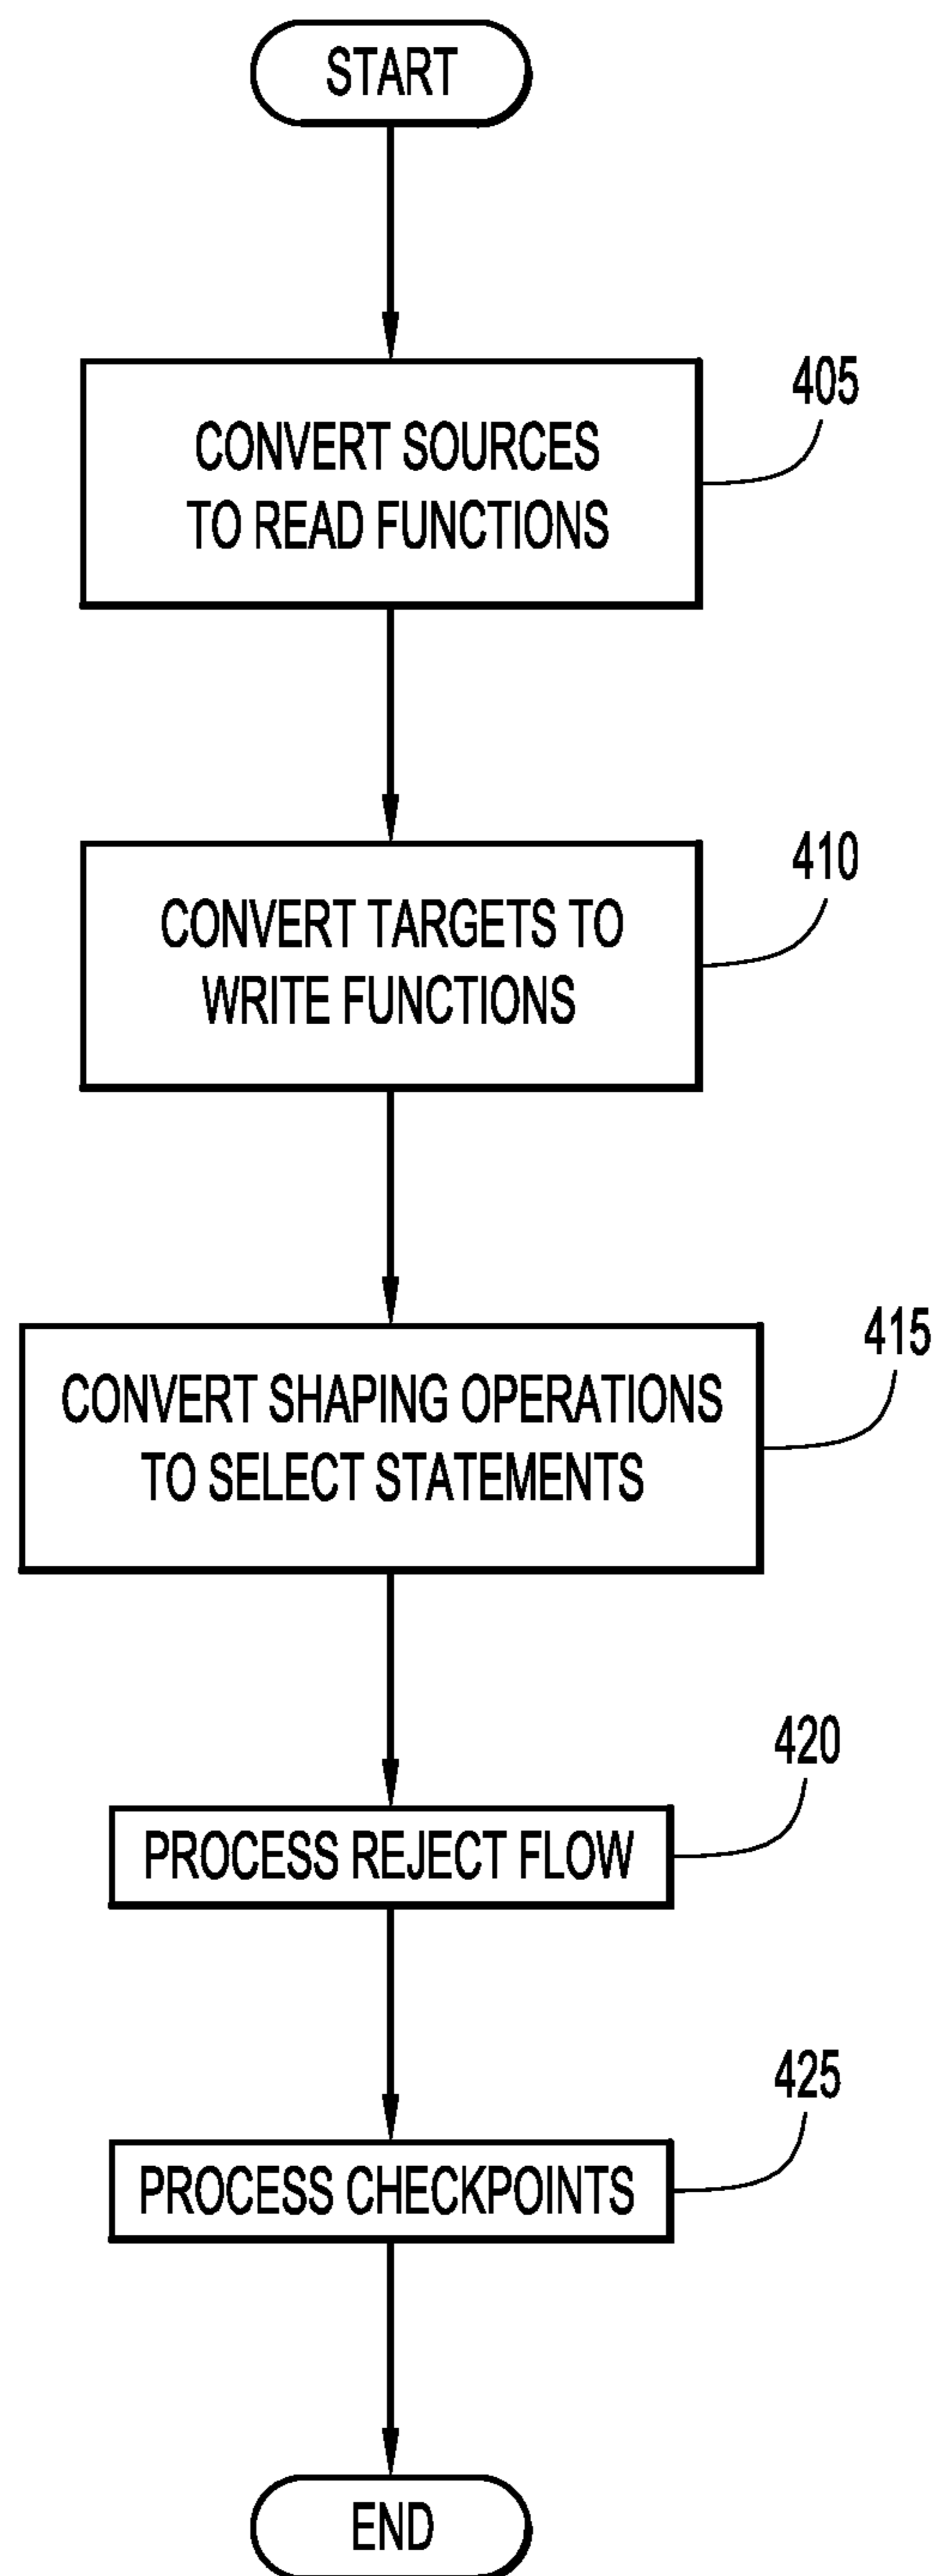 START
405
CONVERT SOURCES
TO READ FUNCTIONS
410
CONVERT TARGETS TO
WRITE FUNCTIONS
415
CONVERT SHAPING OPERATIONS
TO SELECT STATEMENTS
420
PROCESS REJECT FLOW
425
PROCESS CHECKPOINTS
END